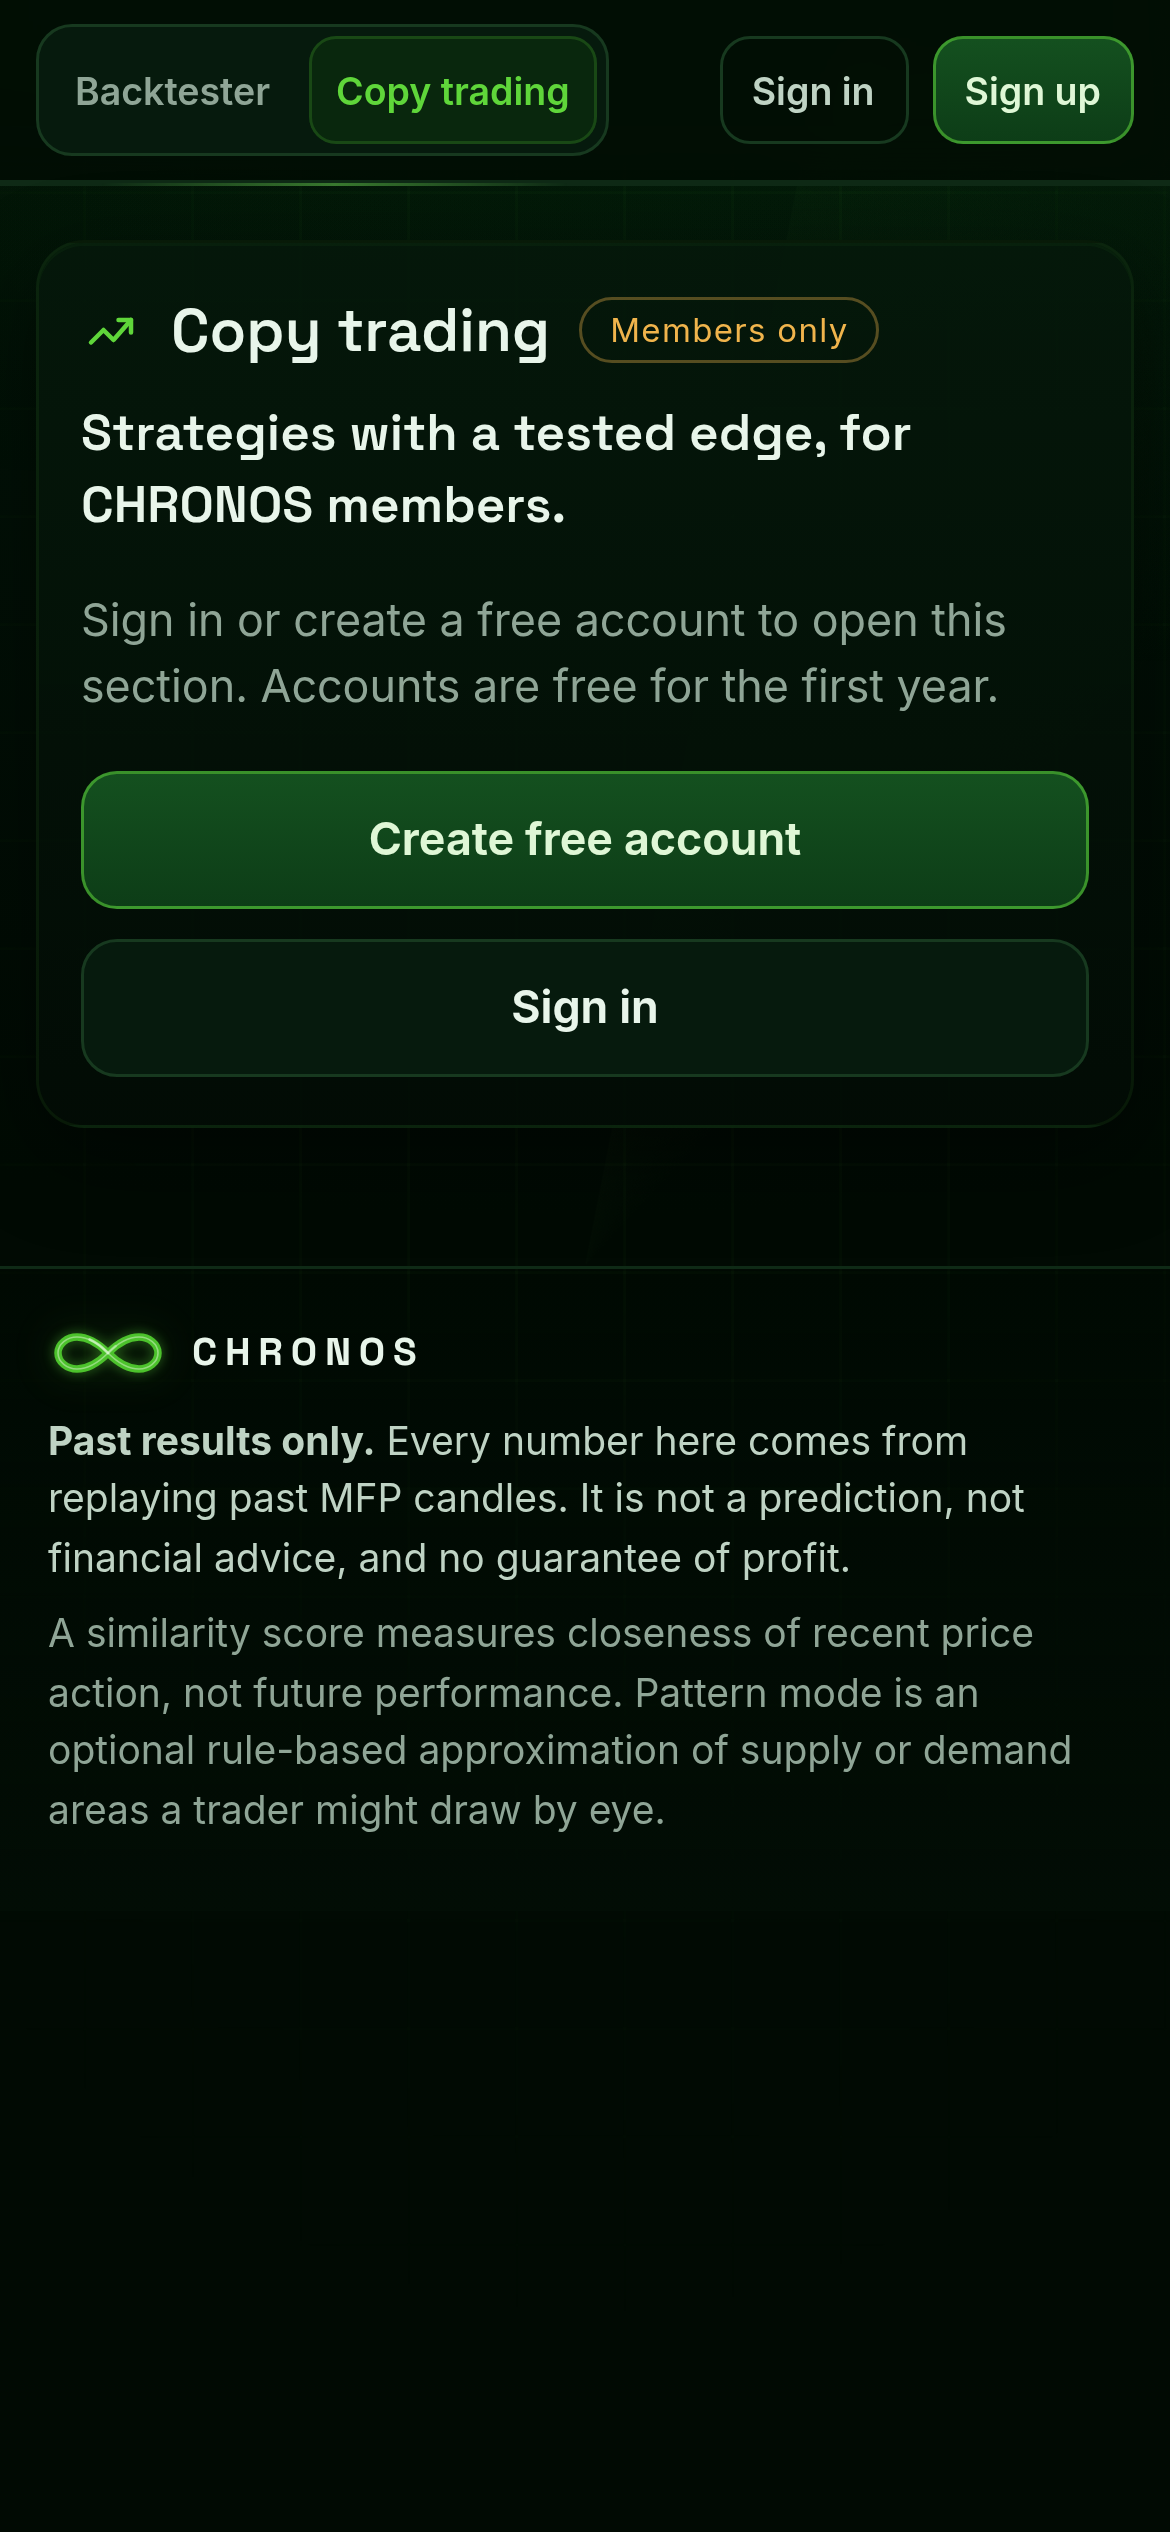 Backtester Copy trading Sign in Sign up
Copy trading Members only
Strategies with a tested edge, for
CHRONOS members.
Sign in or create a free account to open this
section. Accounts are free for the first year.
Create free account
Sign in
CHRONOS
Past results only. Every number here comes from
replaying past MFP candles. It is not a prediction, not
financial advice, and no guarantee of profit.
A similarity score measures closeness of recent price
action, not future performance. Pattern mode is an
optional rule-based approximation of supply or demand
areas a trader might draw by eye.